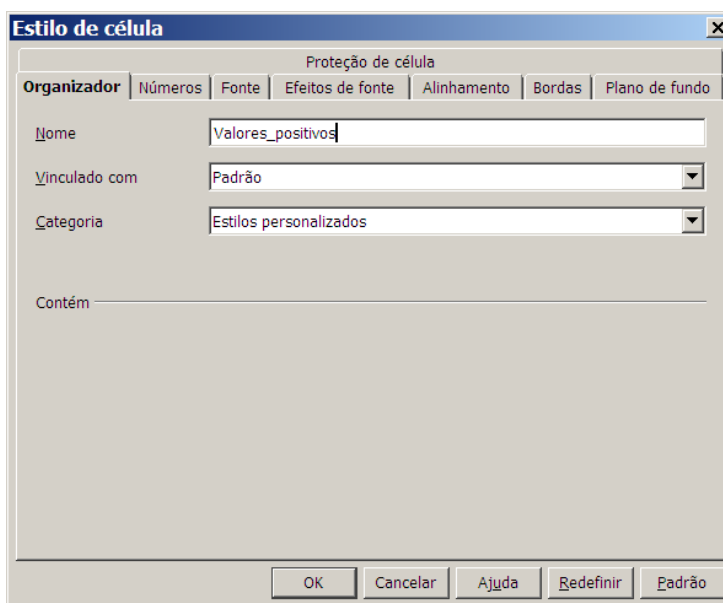 Estilo de célula
Proteção de célula
Organizador Números Fonte Efeitos de fonte Alinhamento Bordas Plano de fundo
Nome Valores_positivos
Vinculado com Padrão
Categoria Estilos personalizados
Contém
OK Cancelar Ajuda Redefinir Padrão